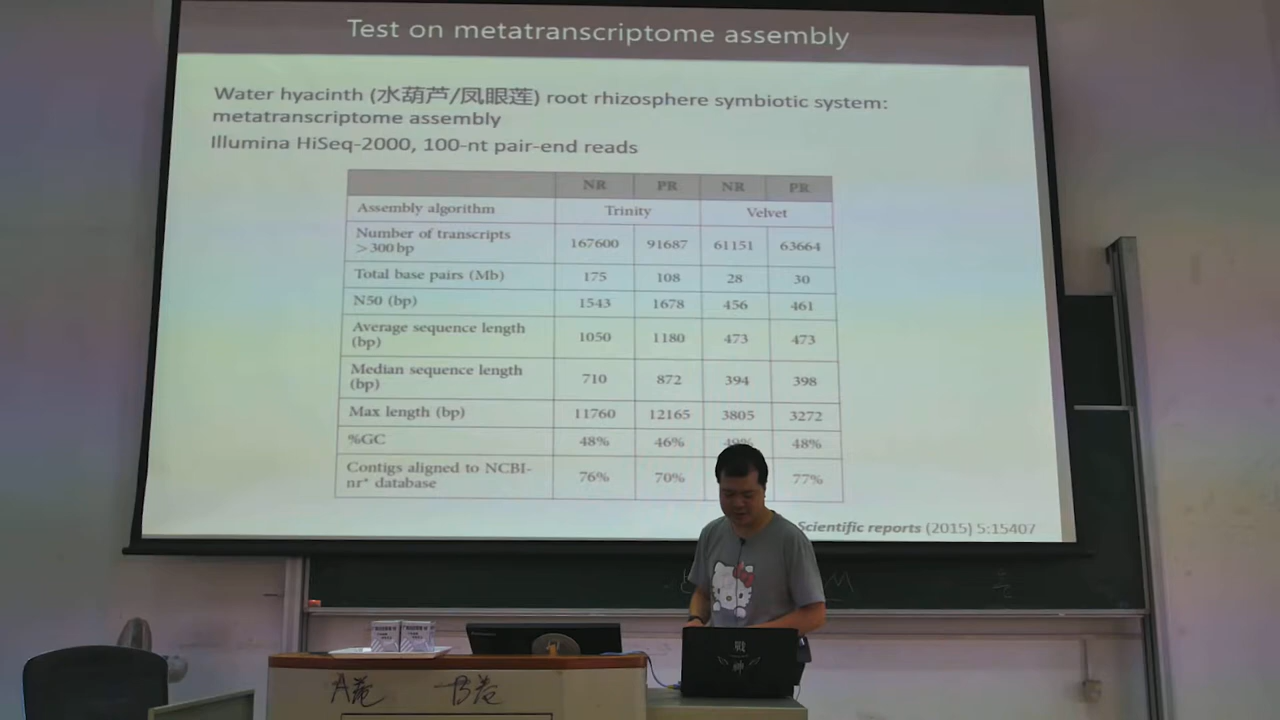 Test on metatranscriptome assembly
Water hyacinth (水葫芦/凤眼莲) root rhizosphere symbiotic system:
metatranscriptome assembly
Illumina HiSeq-2000, 100-nt pair-end reads
NR PR NR PR
Assembly algorithm Trinity Velvet
Number of transcripts
>300 bp 167600 91687 61151 63664
Total base pairs (Mb) 175 108 28 30
N50 (bp) 1543 1678 456 461
Average sequence length
(bp) 1050 1180 473 473
Median sequence length
(bp) 710 872 394 398
Max length (bp) 11760 12165 3805 3272
%GC 48% 46% 49% 48%
Contigs aligned to NCBI-
nr* database 76% 70% 77%
Scientific reports (2015) 5:15407
戰
神
A卷 B卷